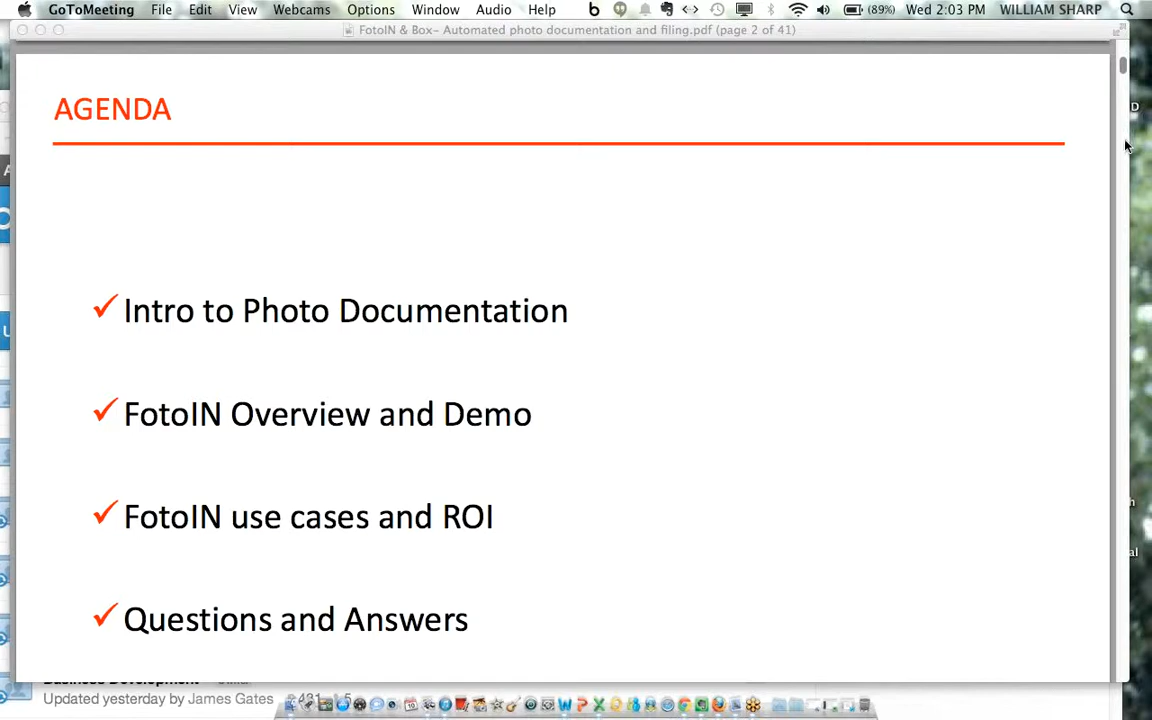 GoToMeeting File Edit View Webcams Options Window Audio Help (89%) Wed 2:03 PM WILLIAM SHARP
FotoIN & Box– Automated photo documentation and filing.pdf (page 2 of 41)
AGENDA
✓ Intro to Photo Documentation
✓ FotoIN Overview and Demo
✓ FotoIN use cases and ROI
✓ Questions and Answers
Business Development
Updated yesterday by James Gates